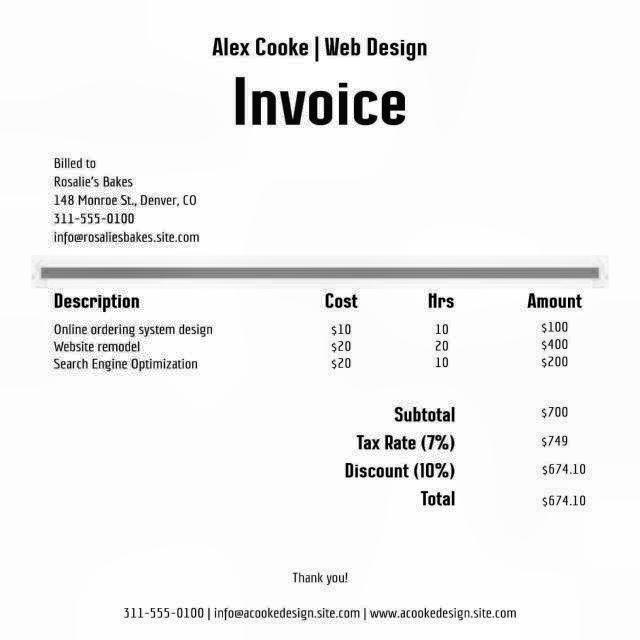 Alex Cooke | Web Design
Invoice
Billed to
Rosalie's Bakes
148 Monroe St., Denver, CO
311-555-0100
info@rosaliesbakes.site.com
Description Cost Hrs Amount
Online ordering system design $10 10 $100
Website remodel $20 20 $400
Search Engine Optimization $20 10 $200
Subtotal $700
Tax Rate (7%) $749
Discount (10%) $674.10
Total $674.10
Thank you!
311-555-0100 | info@acookedesign.site.com | www.acookedesign.site.com